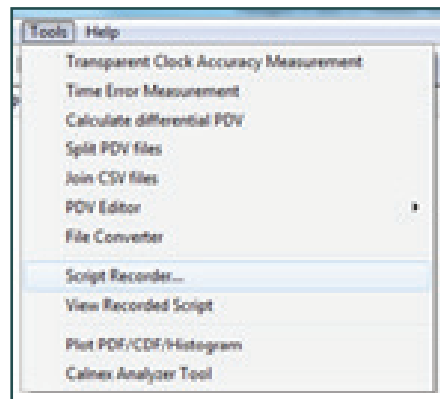 Tools Help
Transparent Clock Accuracy Measurement
Time Error Measurement
Calculate differential PDV
Split PDV files
Join CSV files
PDV Editor
File Converter
Script Recorder...
View Recorded Script
Plot PDF/CDF/Histogram
Calnex Analyzer Tool